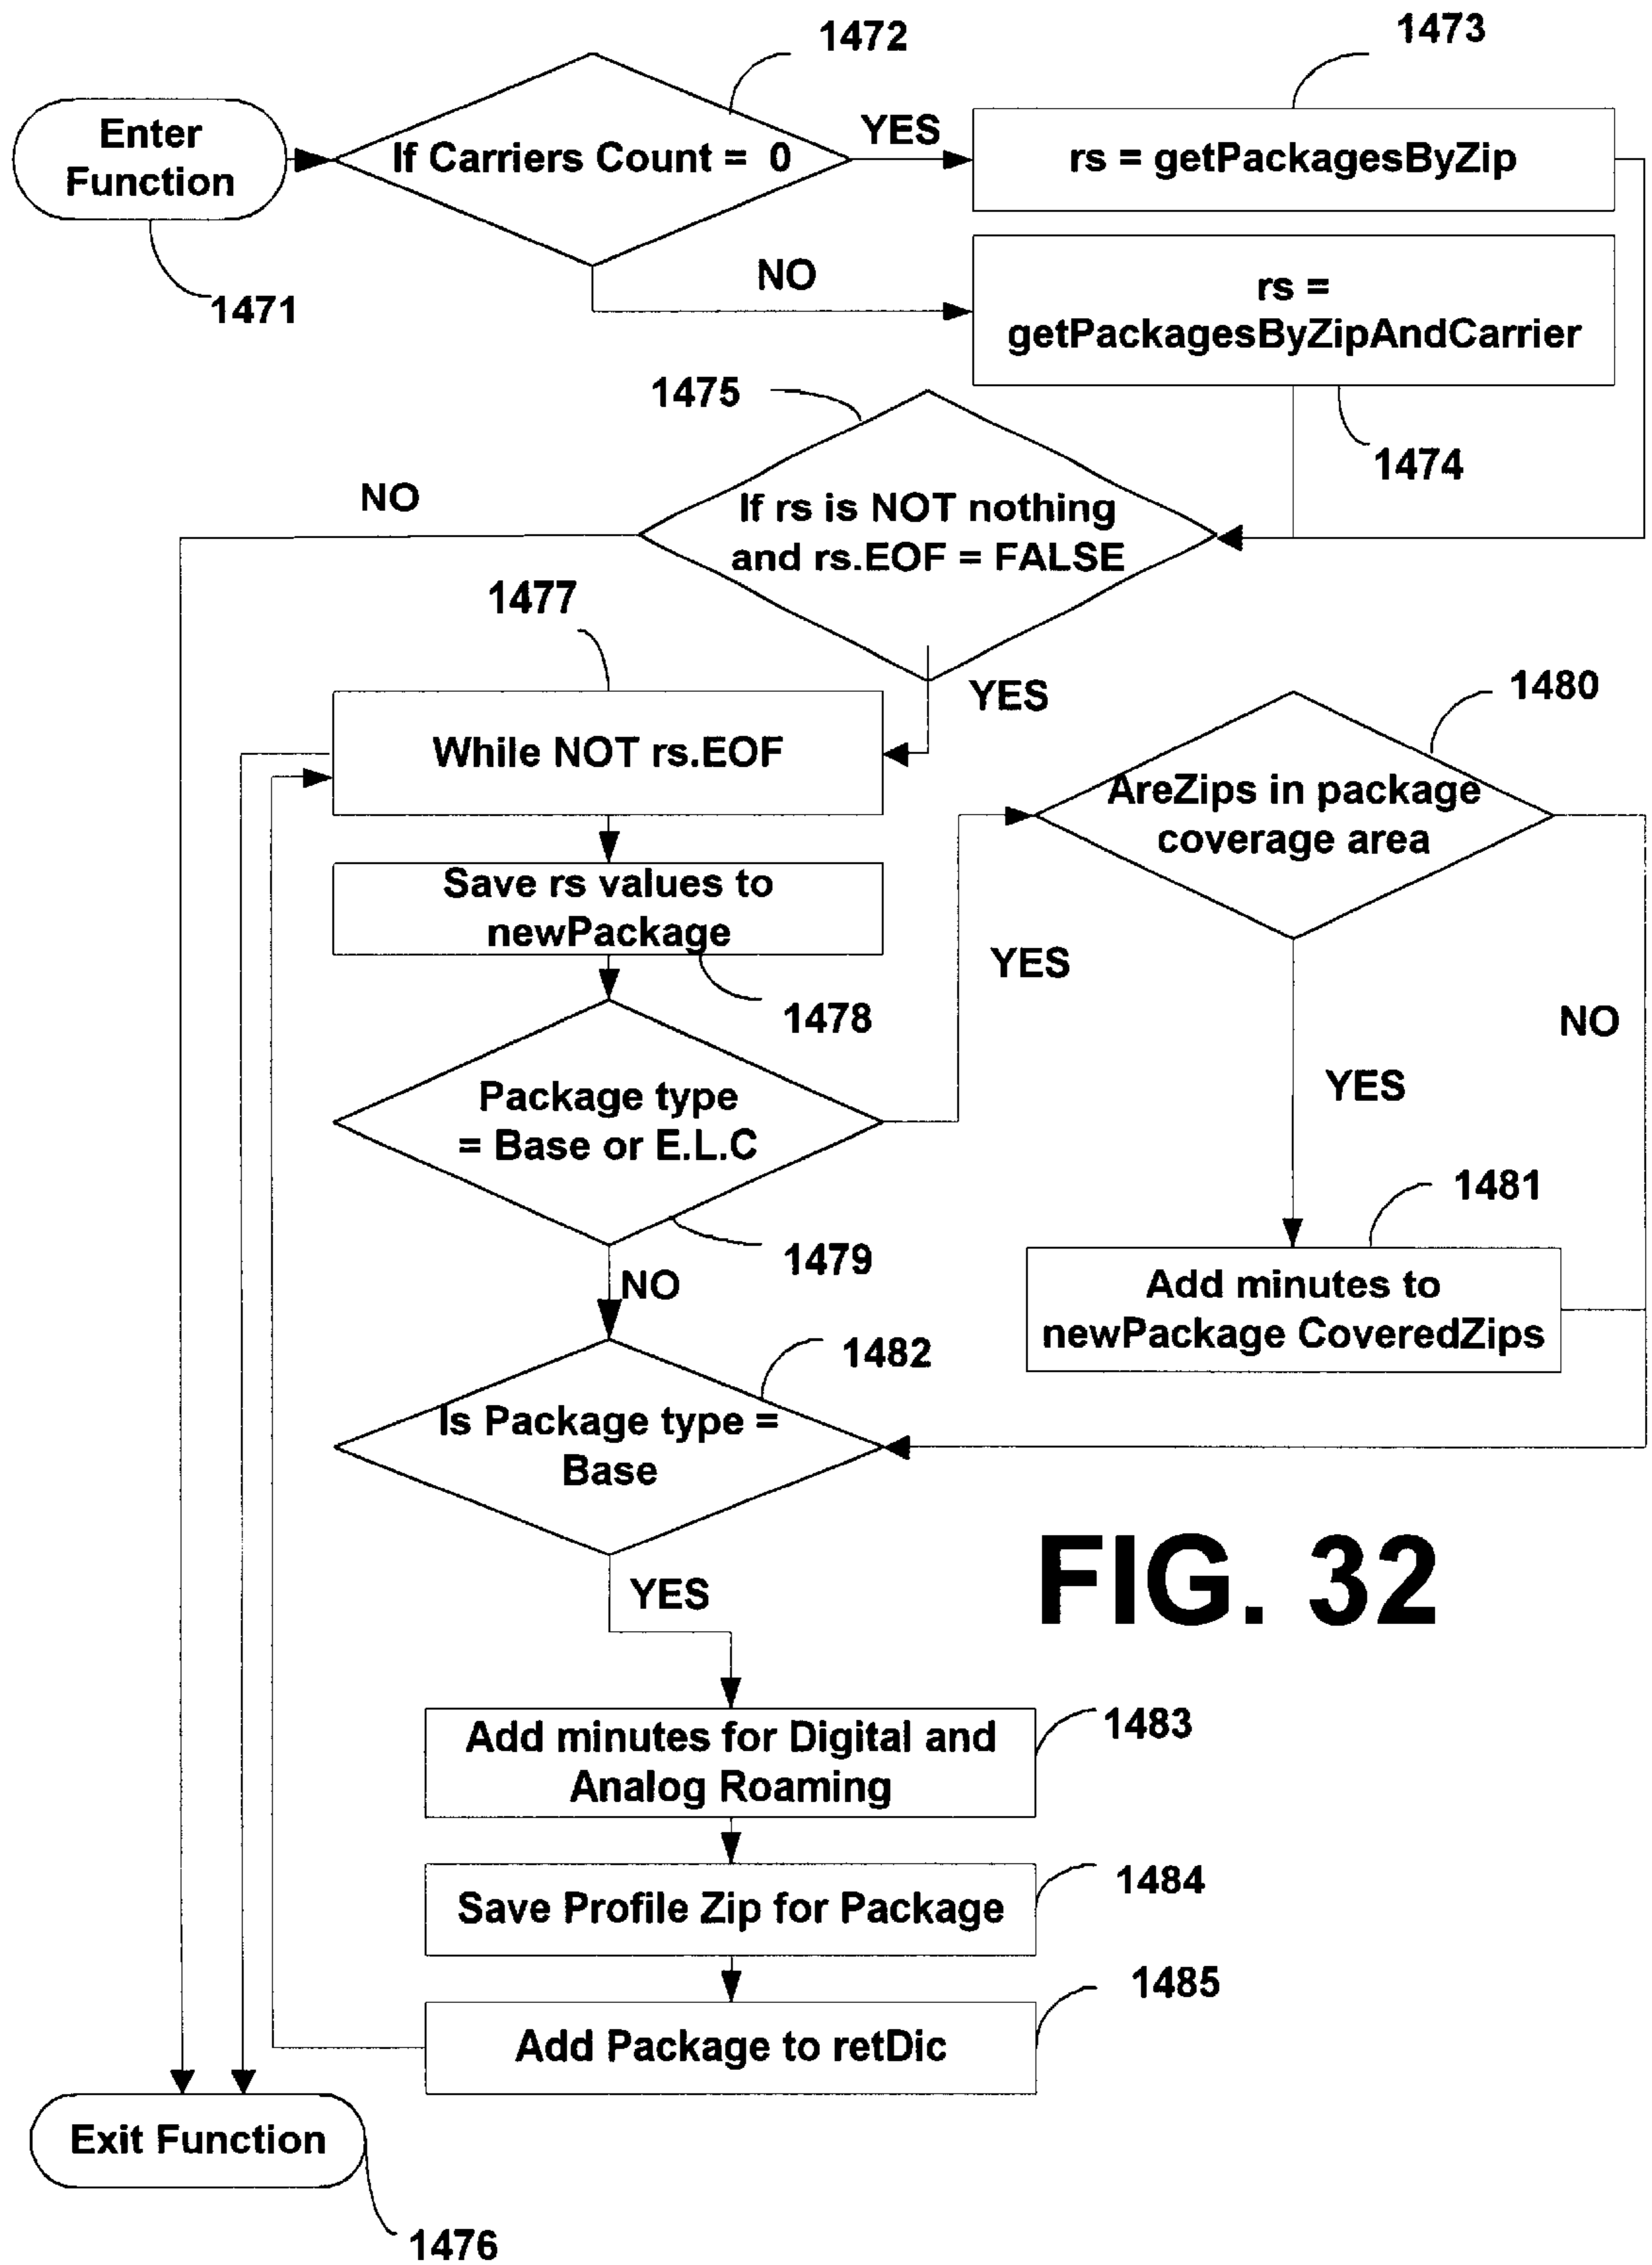 1472
1473
Enter
Function
If Carriers Count = 0
YES
rs = getPackagesByZip
1471
NO
rs =
getPackagesByZipAndCarrier
1475
1474
NO
If rs is NOT nothing
and rs.EOF = FALSE
1477
YES
1480
While NOT rs.EOF
AreZips in package
coverage area
Save rs values to
newPackage
YES
1478
NO
Package type
= Base or E.L.C
YES
1481
1479
NO
Add minutes to
newPackage CoveredZips
1482
Is Package type =
Base
FIG. 32
YES
1483
Add minutes for Digital and
Analog Roaming
1484
Save Profile Zip for Package
1485
Add Package to retDic
Exit Function
1476